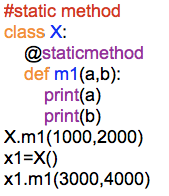 #static method
class X:
    @staticmethod
    def m1(a,b):
        print(a)
        print(b)
X.m1(1000,2000)
x1=X()
x1.m1(3000,4000)